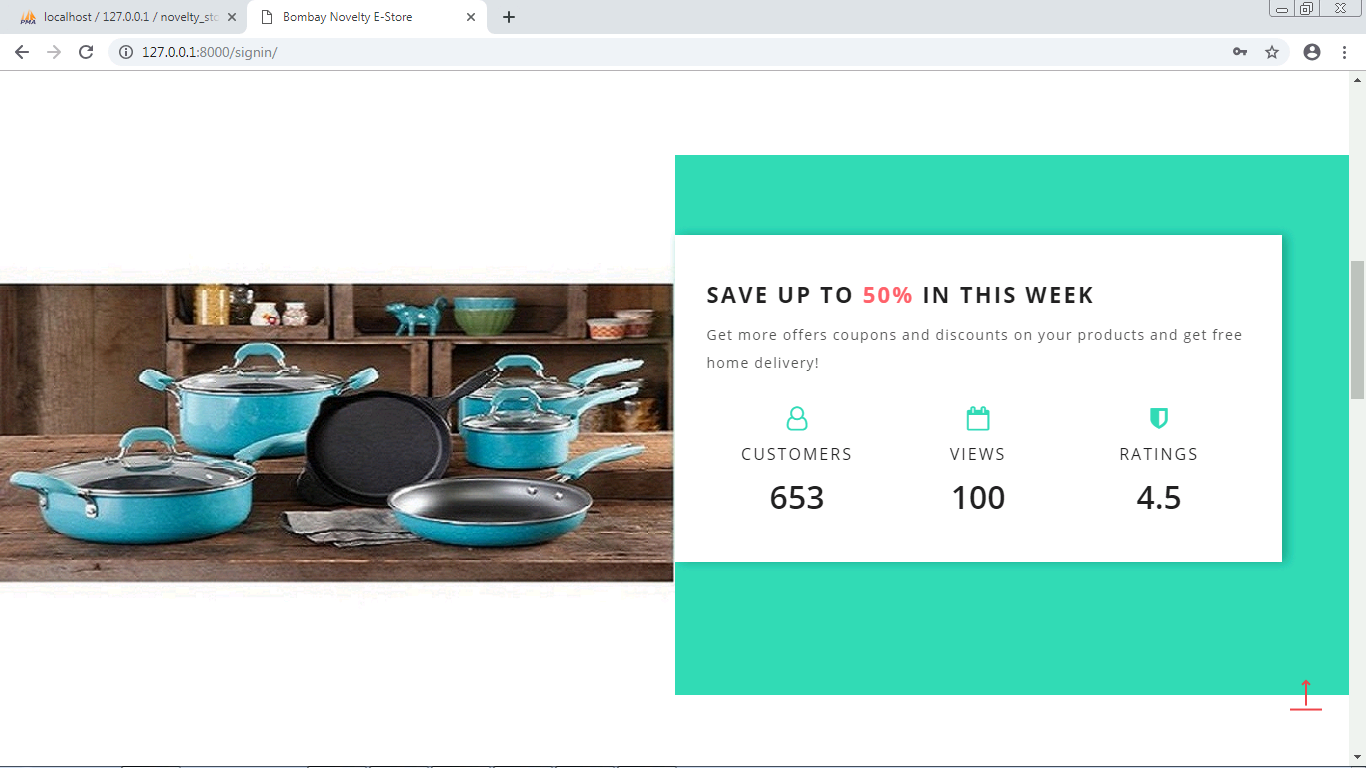 localhost / 127.0.0.1 / novelty_sto
Bombay Novelty E-Store
127.0.0.1:8000/signin/
SAVE UP TO 50% IN THIS WEEK
Get more offers coupons and discounts on your products and get free
home delivery!
CUSTOMERS VIEWS RATINGS
653 100 4.5